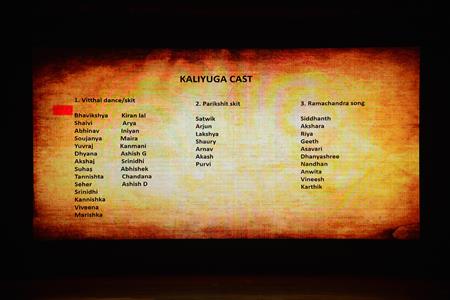 KALIYUGA CAST
1. Vitthal dance/skit
Bhavikshya Kiran lal
Shaivi Arya
Abhinav Iniyan
Soujanya Maira
Yuvraj Kanmani
Dhyana Ashish G
Akshaj Srinidhi
Suhas Abhishek
Tannishta Chandana
Seher Ashish D
Srinidhi
Kannishka
Viveena
Marishka
2. Parikshit skit
Satwik
Arjun
Lakshya
Shaury
Arnav
Akash
Purvi
3. Ramachandra song
Siddhanth
Akshara
Riya
Geeth
Asavari
Dhanyashree
Nandhan
Anwita
Vineesh
Karthik